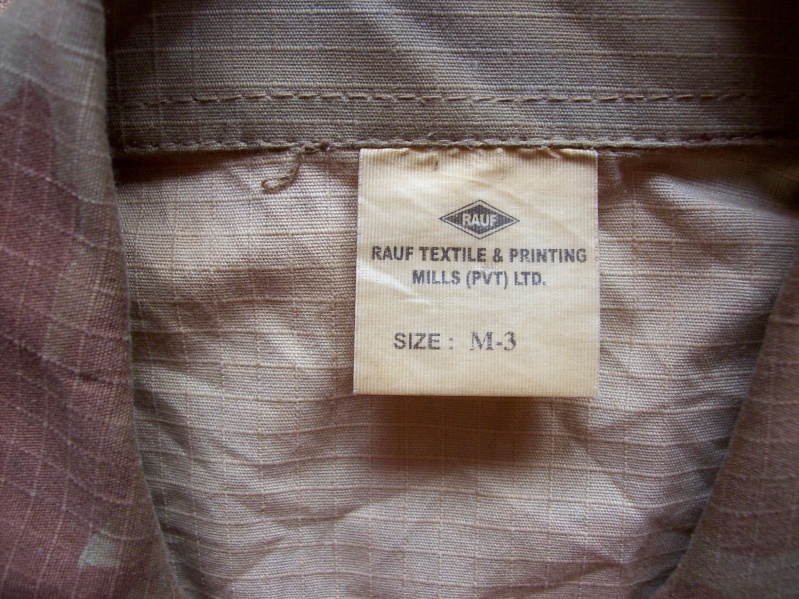 RAUF
RAUF TEXTILE & PRINTING
MILLS (PVT) LTD.
SIZE : M-3